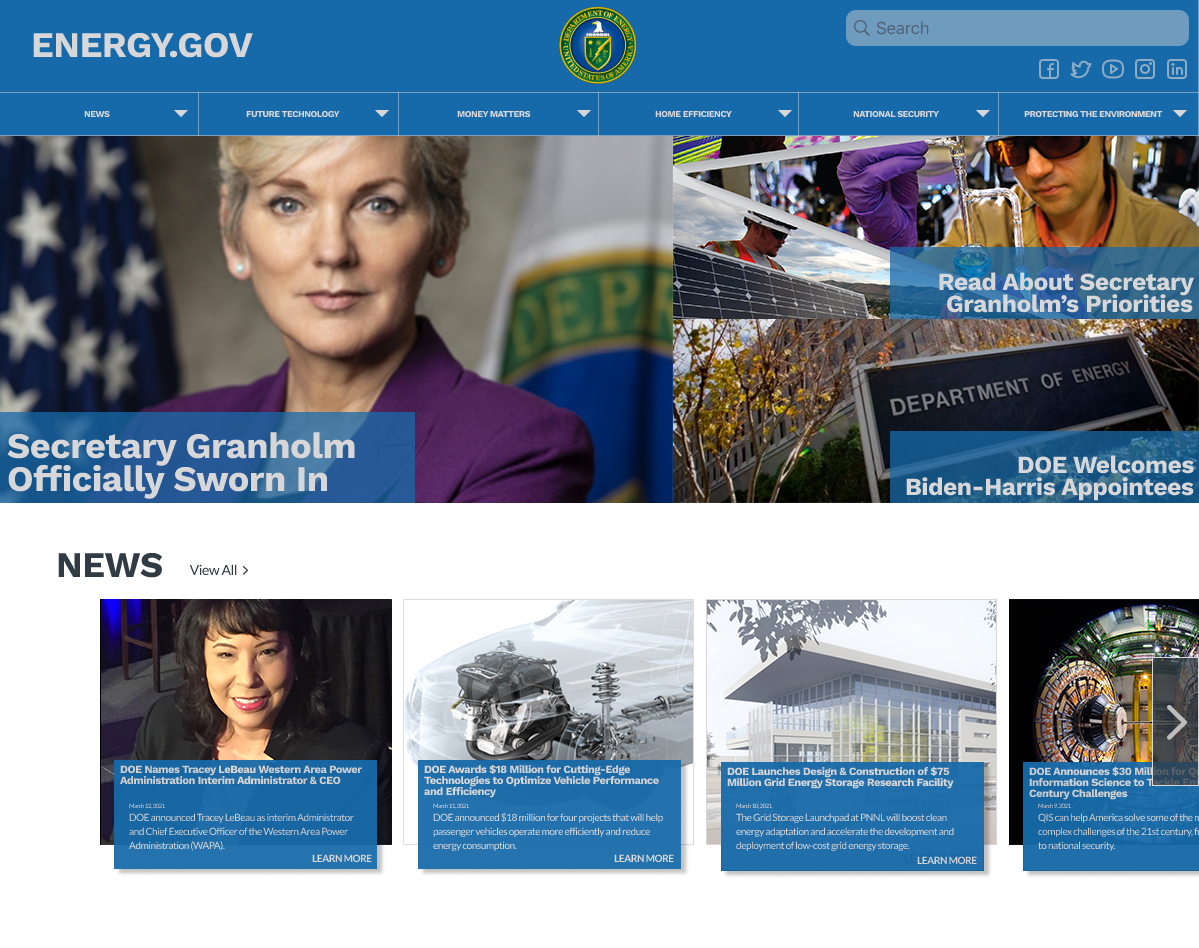 ENERGY.GOV
DEPARTMENT OF ENERGY
UNITED STATES OF AMERICA
Search
NEWS
FUTURE TECHNOLOGY
MONEY MATTERS
HOME EFFICIENCY
NATIONAL SECURITY
PROTECTING THE ENVIRONMENT
DEPR
Secretary Granholm
Officially Sworn In
Read About Secretary
Granholm’s Priorities
DEPARTMENT OF ENERGY
DOE Welcomes
Biden-Harris Appointees
NEWS
View All >
DOE Names Tracey LeBeau Western Area Power
Administration Interim Administrator & CEO
March 12, 2021
DOE announced Tracey LeBeau as interim Administrator
and Chief Executive Officer of the Western Area Power
Administration (WAPA).
LEARN MORE
DOE Awards $18 Million for Cutting-Edge
Technologies to Optimize Vehicle Performance
and Efficiency
March 11, 2021
DOE announced $18 million for four projects that will help
passenger vehicles operate more efficiently and reduce
energy consumption.
LEARN MORE
DOE Launches Design & Construction of $75
Million Grid Energy Storage Research Facility
March 10, 2021
The Grid Storage Launchpad at PNNL will boost clean
energy adaptation and accelerate the development and
deployment of low-cost grid energy storage.
LEARN MORE
DOE Announces $30 Million for
Information Science to Tackle
Century Challenges
March 9, 2021
QIS can help America solve some of the
complex challenges of the 21st century,
to national security.